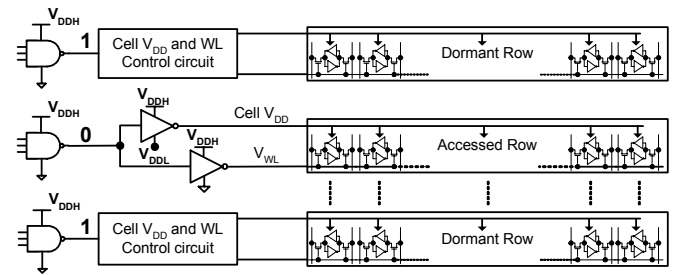 VDDH
1
Cell VDD and WL
Control circuit
Dormant Row
VDDH
0
VDDH
VDDL
VDDH
Cell VDD
VWL
Accessed Row
VDDH
1
Cell VDD and WL
Control circuit
Dormant Row